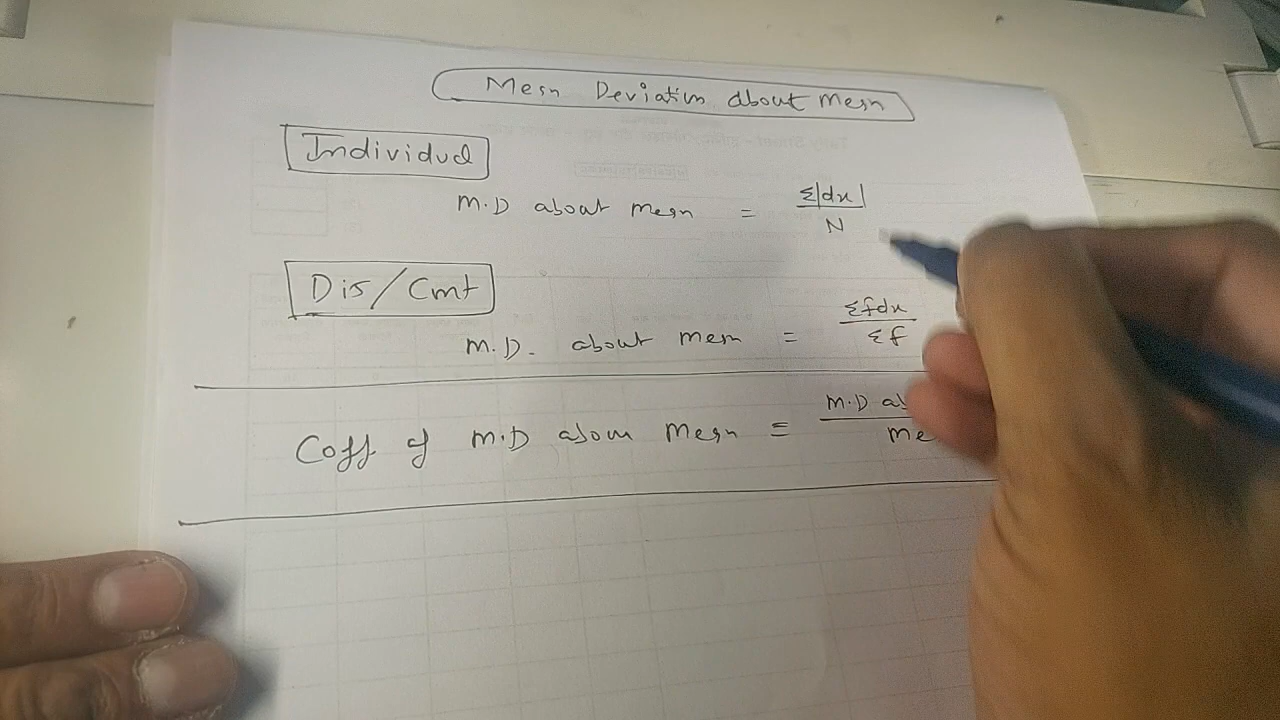 Mean Deviation about Mean
Individual
M.D about mean = Σ|dx| / N
Dis/Cont
M.D. about mean = Σfdx / Σf
Coff of M.D about Mean = M.D ab / Me